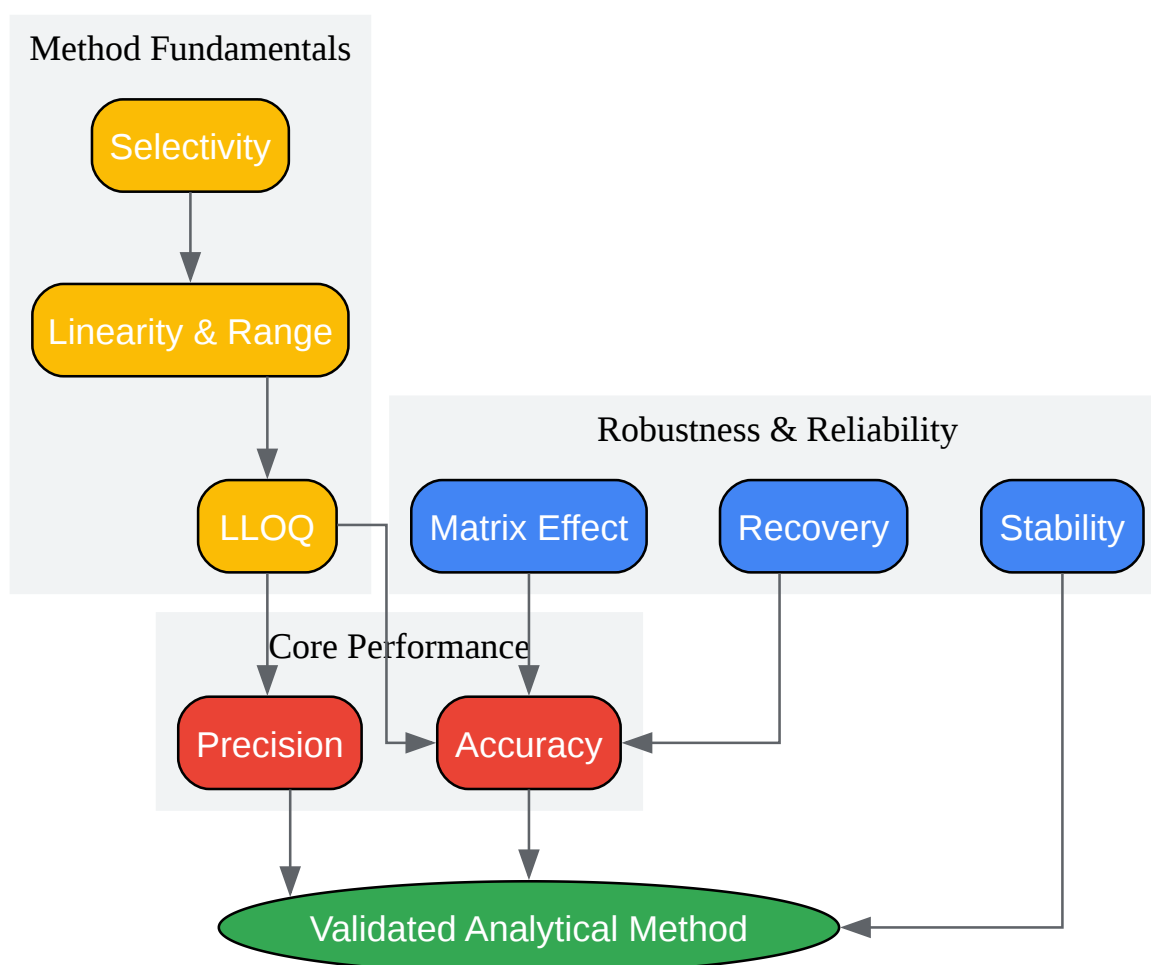 Method Fundamentals
Selectivity
Linearity & Range
LLOQ
Robustness & Reliability
Matrix Effect
Recovery
Stability
Core Performance
Precision
Accuracy
Validated Analytical Method